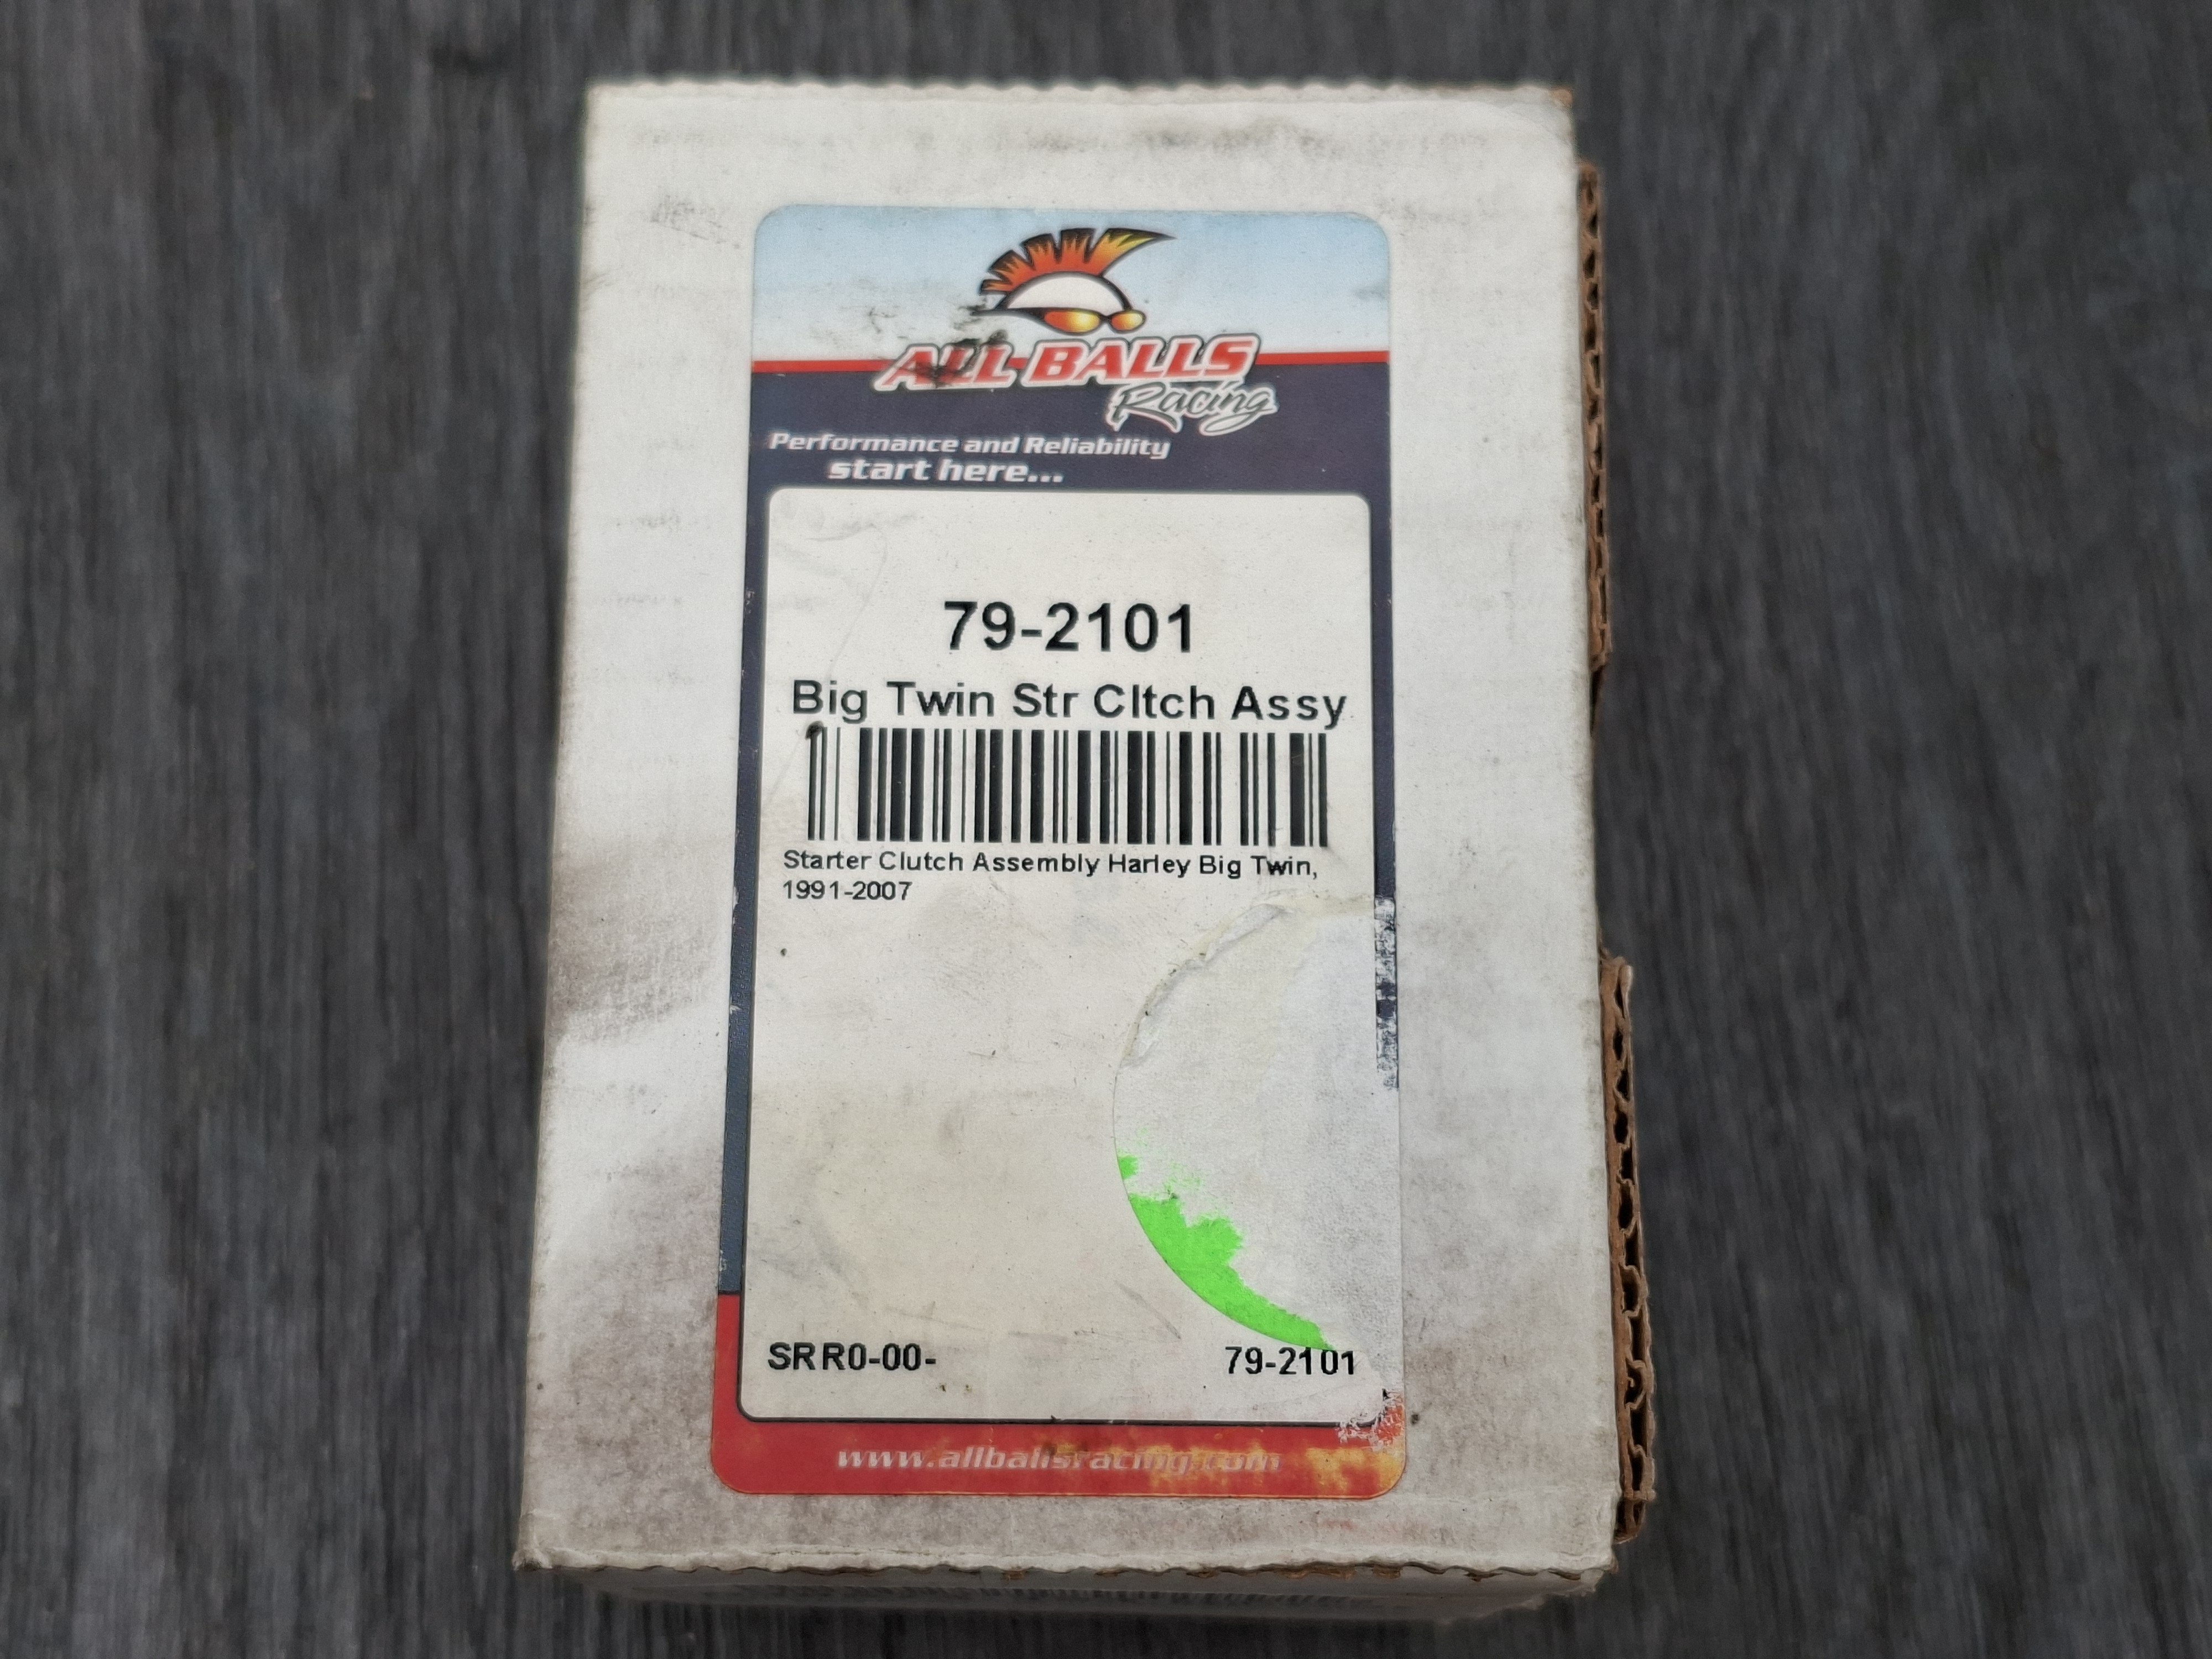 ALL BALLS
Racing
Performance and Reliability
start here...
79-2101
Big Twin Str Cltch Assy
Starter Clutch Assembly Harley Big Twin,
1991-2007
SRR0-00-
79-2101
www.allballsracing.com